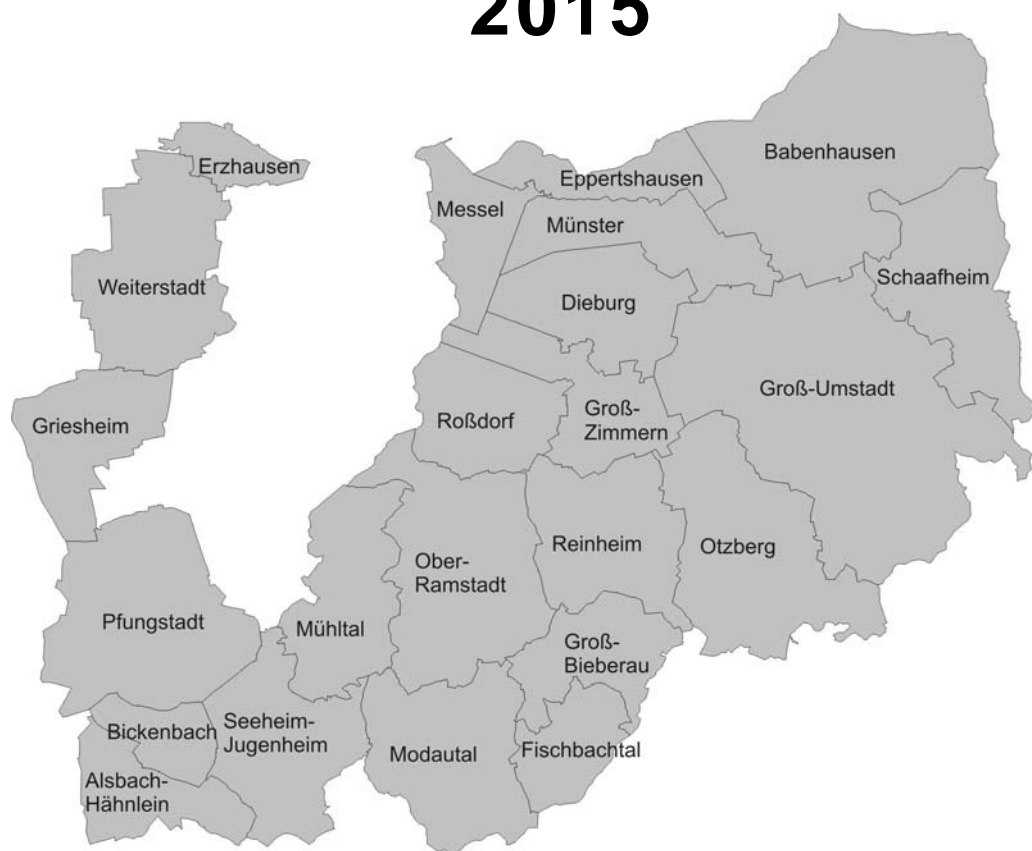 2015
Babenhausen
Erzhausen
Eppertshausen
Messel
Münster
Schaafheim
Weiterstadt
Dieburg
Groß-Umstadt
Griesheim
Roßdorf
Groß-
Zimmern
Reinheim
Otzberg
Ober-
Ramstadt
Pfungstadt
Mühltal
Groß-
Bieberau
Bickenbach
Seeheim-
Jugenheim
Modautal
Fischbachtal
Alsbach-
Hähnlein